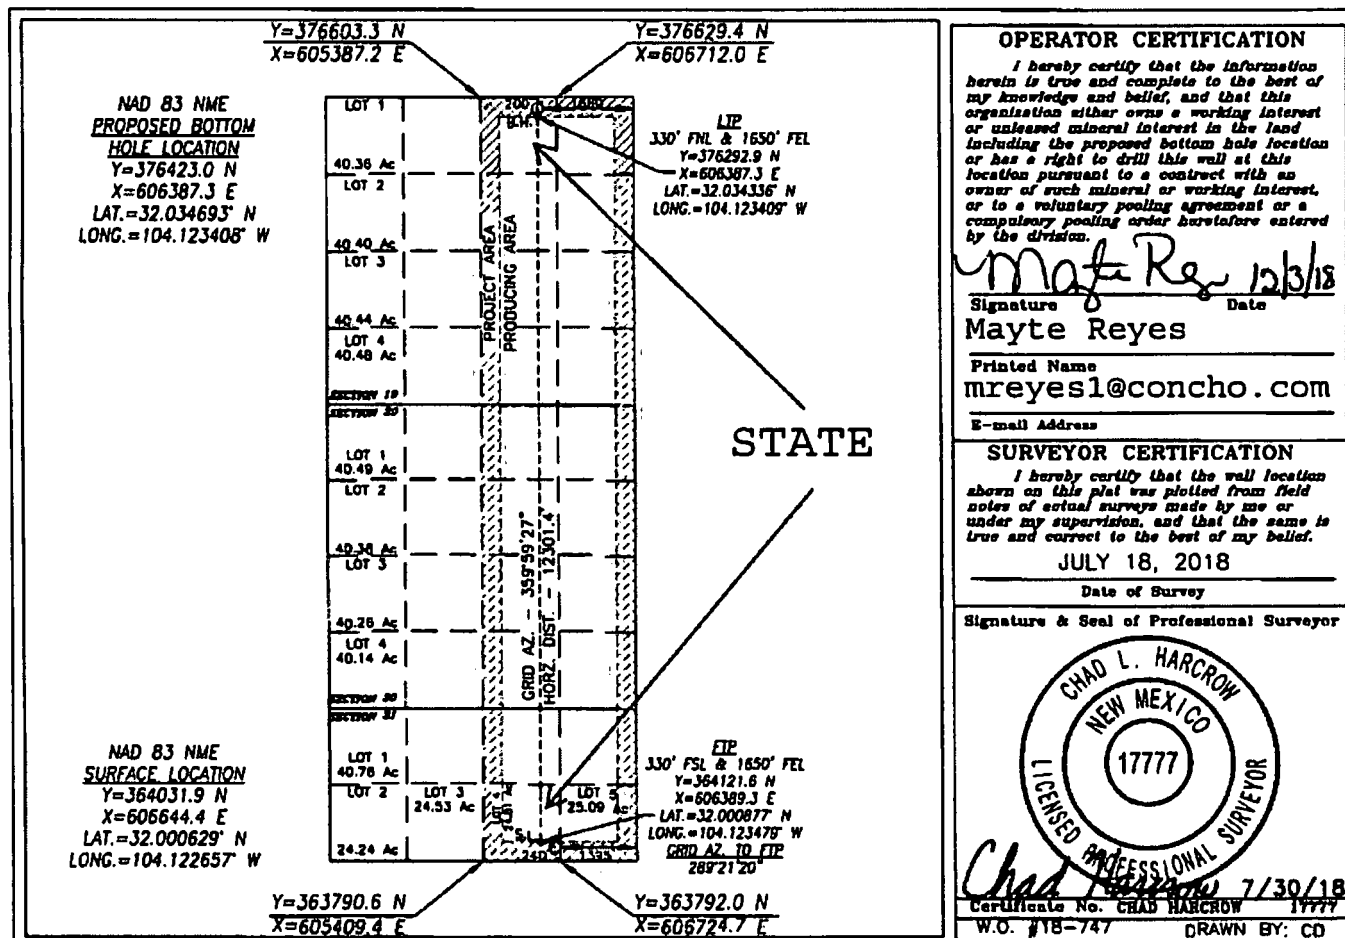 Y=376603.3 N
X=605387.2 E
Y=376629.4 N
X=606712.0 E
NAD 83 NME
PROPOSED BOTTOM
HOLE LOCATION
Y=376423.0 N
X=606387.3 E
LAT.=32.034693° N
LONG.=104.123408° W
LOT 1
40.36 Ac
LOT 2
40.40 Ac
LOT 3
40.44 Ac
LOT 4
40.48 Ac
SECTION 19
SECTION 30
LOT 1
40.49 Ac
LOT 2
40.38 Ac
LOT 3
40.26 Ac
LOT 4
40.14 Ac
SECTION 30
SECTION 31
LOT 1
40.76 Ac
LOT 2
24.24 Ac
LOT 3
24.53 Ac
LOT 4
LOT 5
25.09 Ac
200
B.H.
PROJECT AREA
PRODUCING AREA
GRID AZ. - 359°59'27"
HORZ. DIST. - 12301.4'
240
1395
LTP
330' FNL & 1650' FEL
Y=376292.9 N
X=606387.3 E
LAT.=32.034336° N
LONG.=104.123409° W
STATE
FTP
330' FSL & 1650' FEL
Y=364121.6 N
X=606389.3 E
LAT.=32.000877° N
LONG.=104.123479° W
GRID AZ. TO FTP
289°21'20"
NAD 83 NME
SURFACE LOCATION
Y=364031.9 N
X=606644.4 E
LAT.=32.000629° N
LONG.=104.122657° W
Y=363790.6 N
X=605409.4 E
Y=363792.0 N
X=606724.7 E
OPERATOR CERTIFICATION
I hereby certify that the information
herein is true and complete to the best of
my knowledge and belief, and that this
organization either owns a working interest
or unleased mineral interest in the land
including the proposed bottom hole location
or has a right to drill this well at this
location pursuant to a contract with an
owner of such mineral or working interest,
or to a voluntary pooling agreement or a
compulsory pooling order heretofore entered
by the division.
Mayte Rey 12/3/18
Signature Date
Mayte Reyes
Printed Name
mreyes1@concho.com
E-mail Address
SURVEYOR CERTIFICATION
I hereby certify that the well location
shown on this plat was plotted from field
notes of actual surveys made by me or
under my supervision, and that the same is
true and correct to the best of my belief.
JULY 18, 2018
Date of Survey
Signature & Seal of Professional Surveyor
CHAD L. HARCROW
NEW MEXICO
17777
LICENSED PROFESSIONAL SURVEYOR
Chad Harcrow 7/30/18
Certificate No. CHAD HARCROW 17777
W.O. #18-747 DRAWN BY: CD